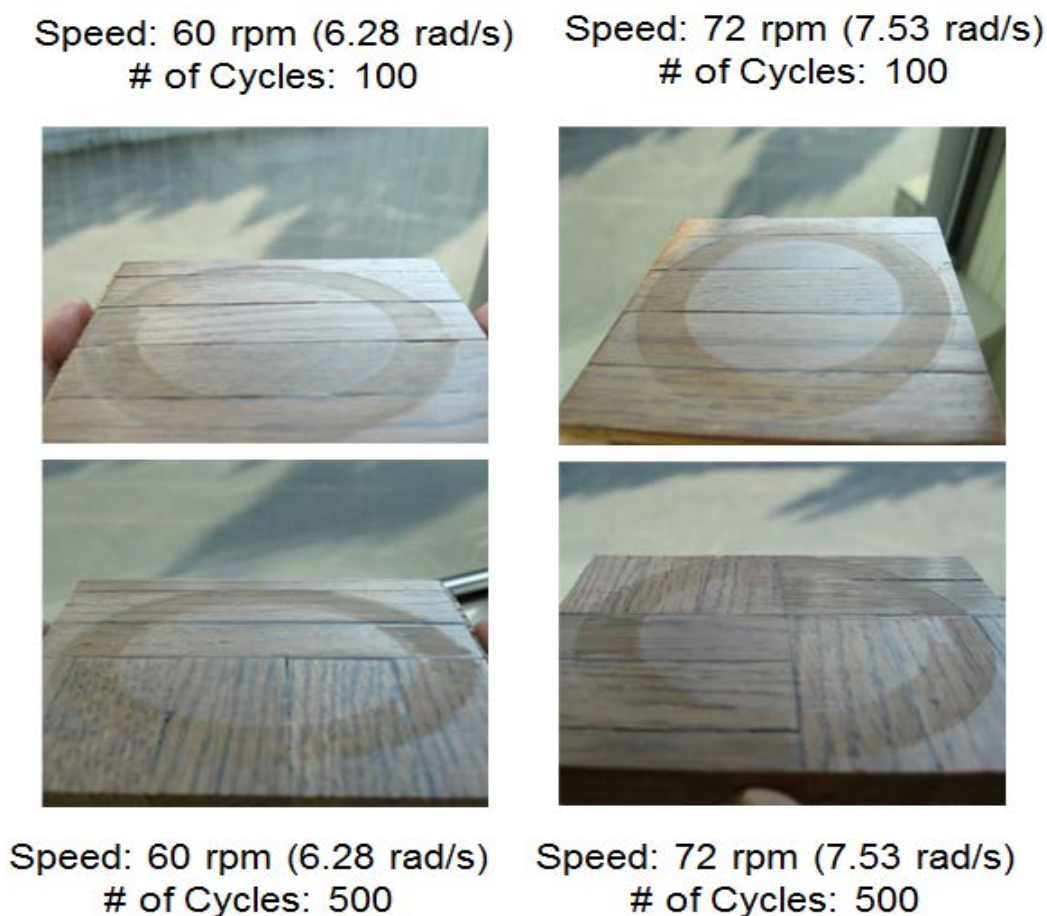 Speed: 60 rpm (6.28 rad/s)
# of Cycles: 100
Speed: 72 rpm (7.53 rad/s)
# of Cycles: 100
Speed: 60 rpm (6.28 rad/s)
# of Cycles: 500
Speed: 72 rpm (7.53 rad/s)
# of Cycles: 500